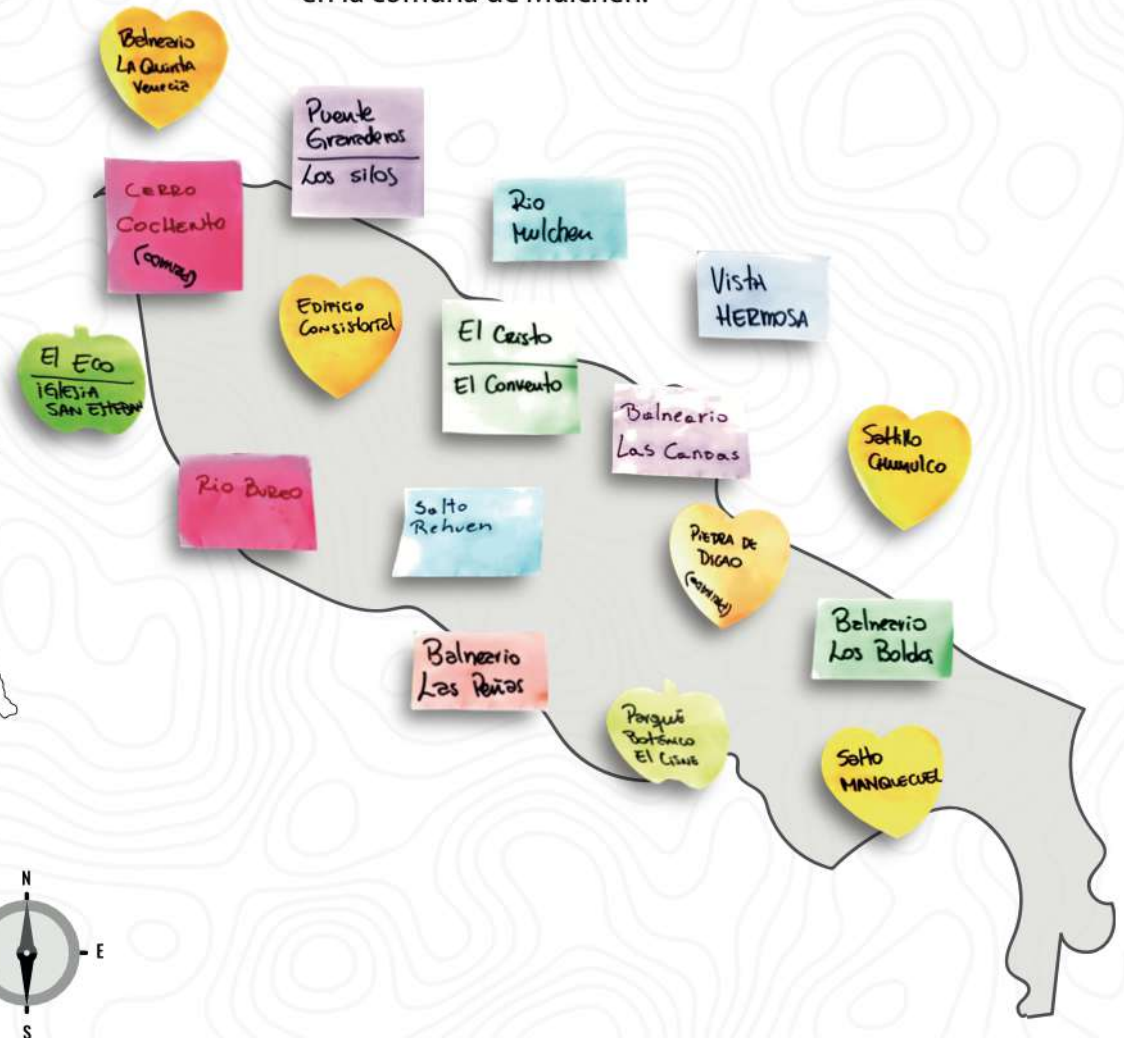 en la comuna de Mulchén.
Balneario
LA Quinta
Venecia
Puente
Granaderos
Los silos
CERRO
COCHENTO
Rio
Mulchen
VistA
HERMOSA
EDIFICIO
Consistorial
El Cristo
El Convento
El Eco
iGLESIA
SAN ESTEBAN
Balneario
Las Canoas
Saltillo
CHUMULCO
Rio BUREO
Salto
Rehuen
PIEDRA DE
DICAO
Balneario
Los Boldos
Balneario
Las Peñas
Parque
Botánico
El Cisne
Salto
MANQUECUEL
N
E
S